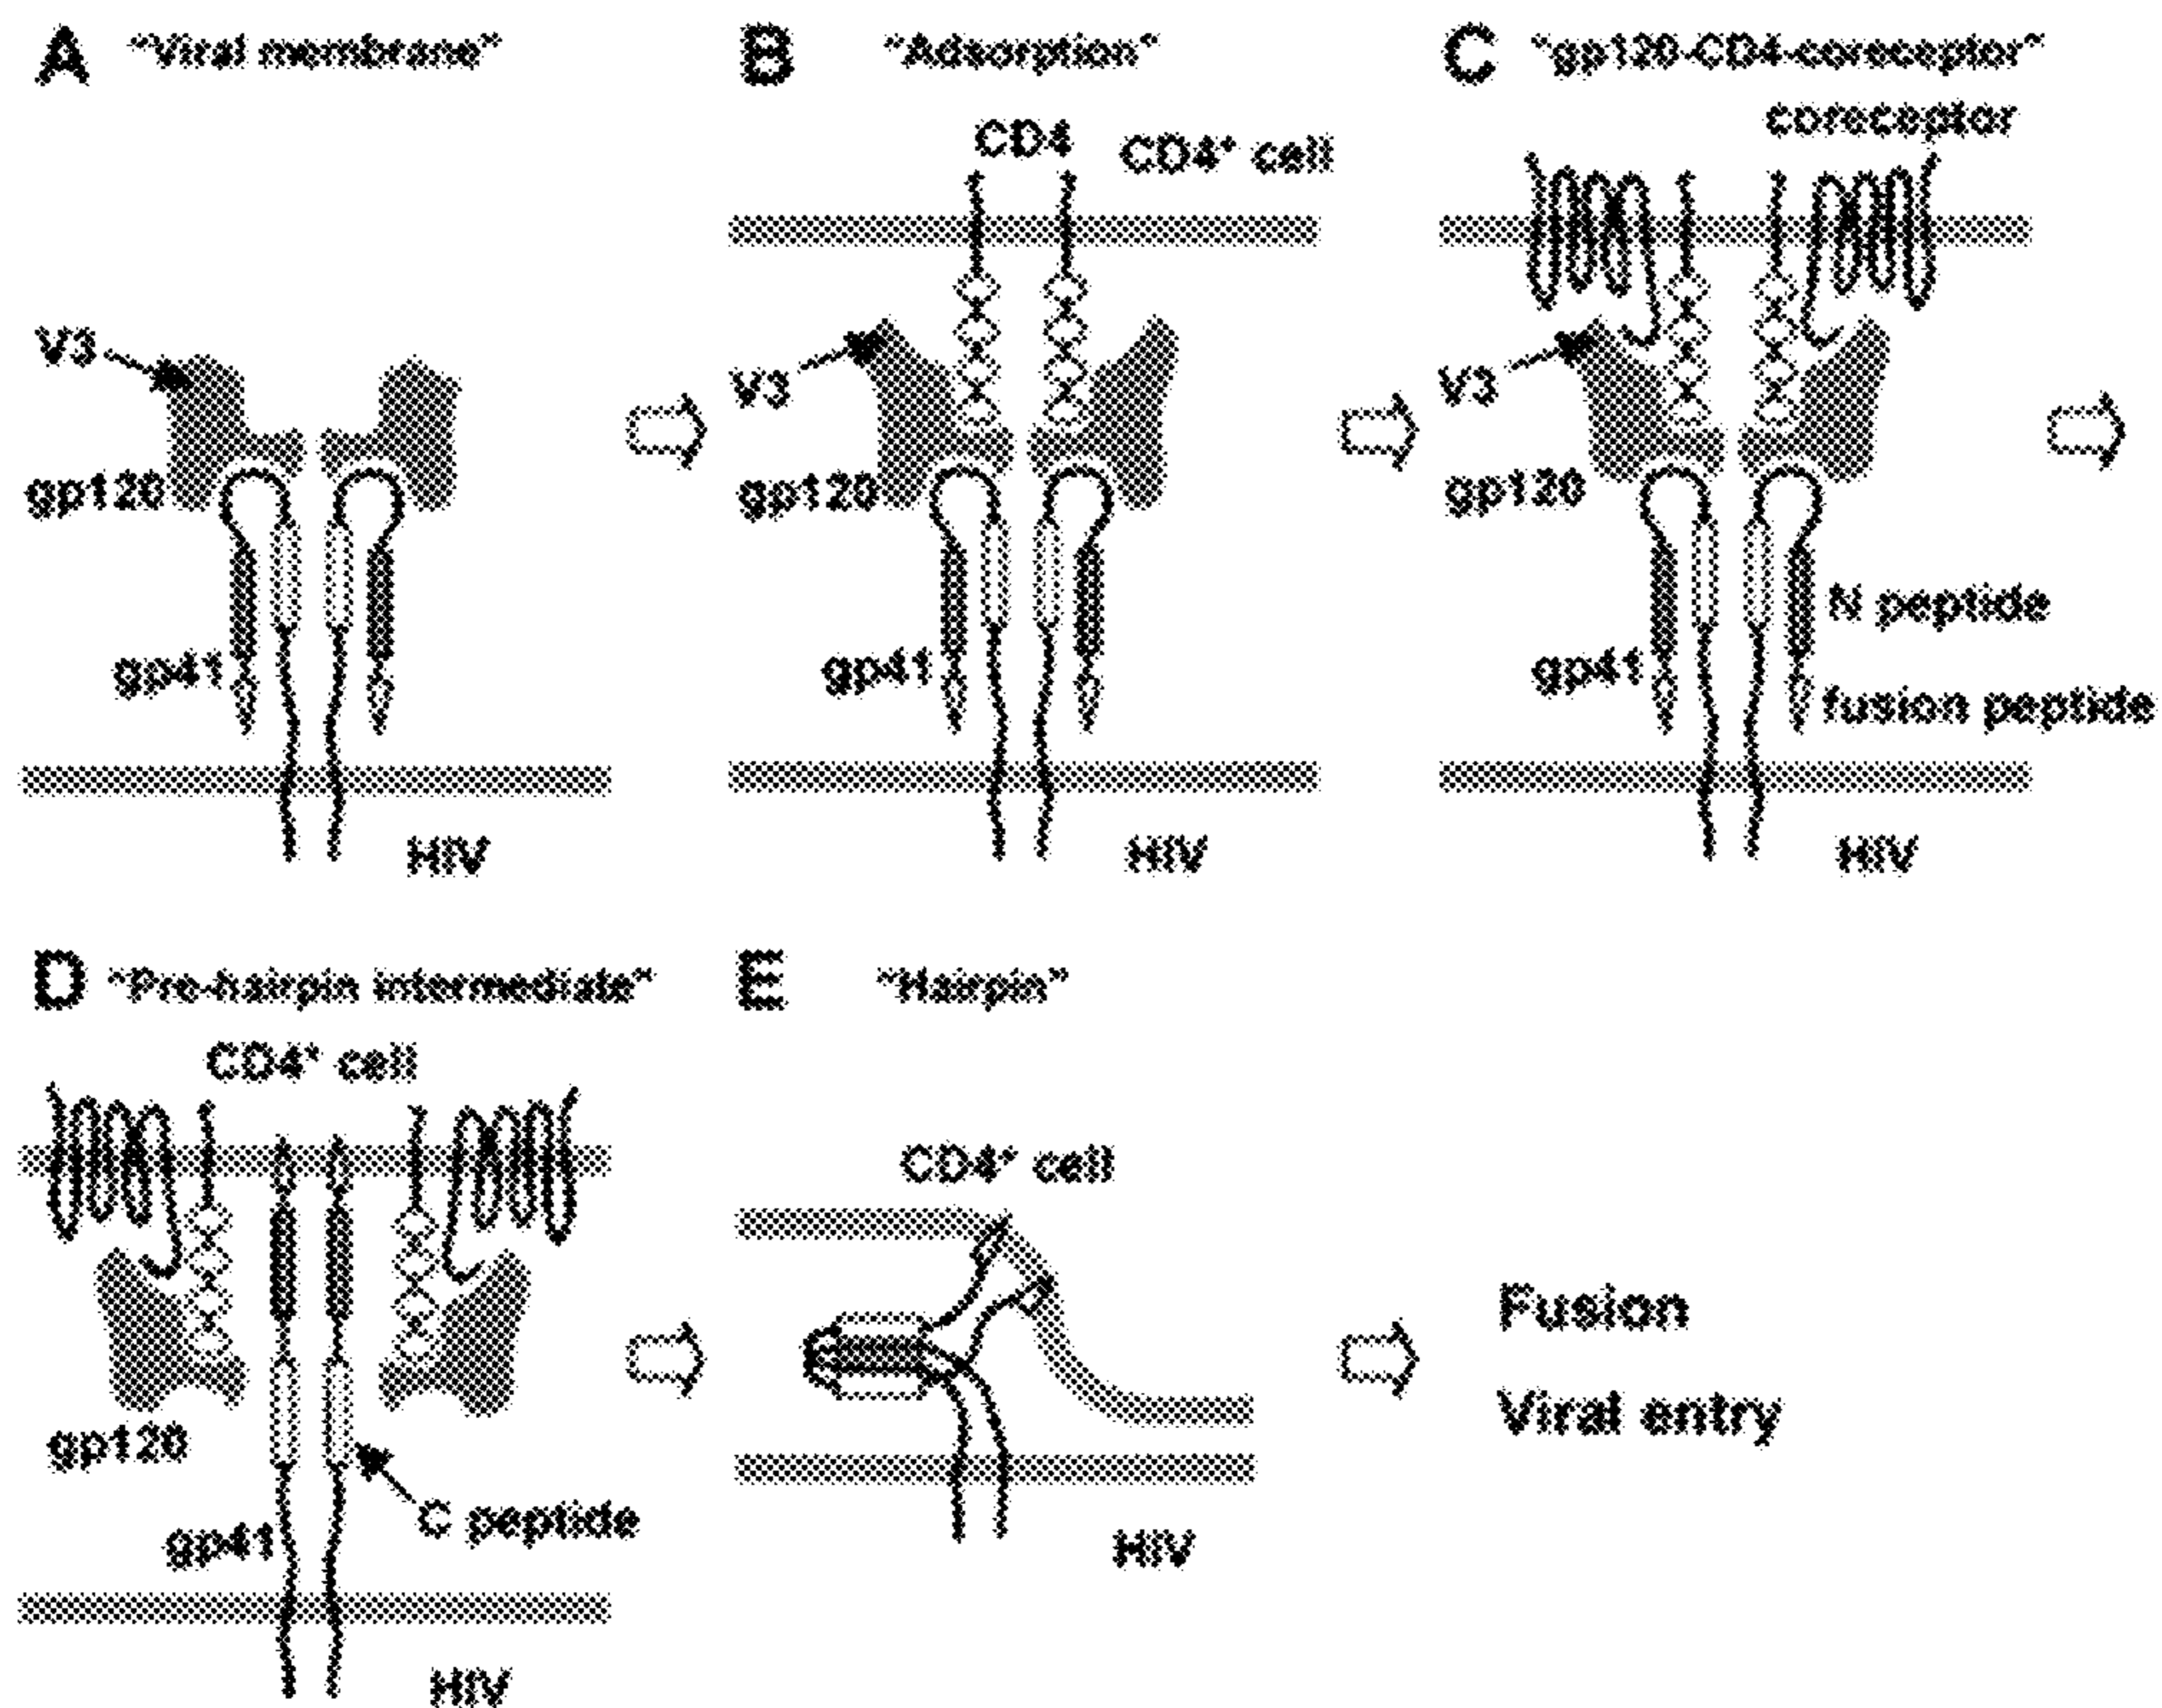 A "Viral membrane"
V3
gp120
gp41
HIV
B "Adsorption"
CD4
CD4+ cell
V3
gp120
gp41
HIV
C "gp120-CD4-coreceptor"
coreceptor
V3
gp120
N peptide
gp41
fusion peptide
HIV
D "Pre-hairpin intermediate"
CD4+ cell
gp120
C peptide
gp41
HIV
E "Hairpin"
CD4+ cell
HIV
Fusion
Viral entry